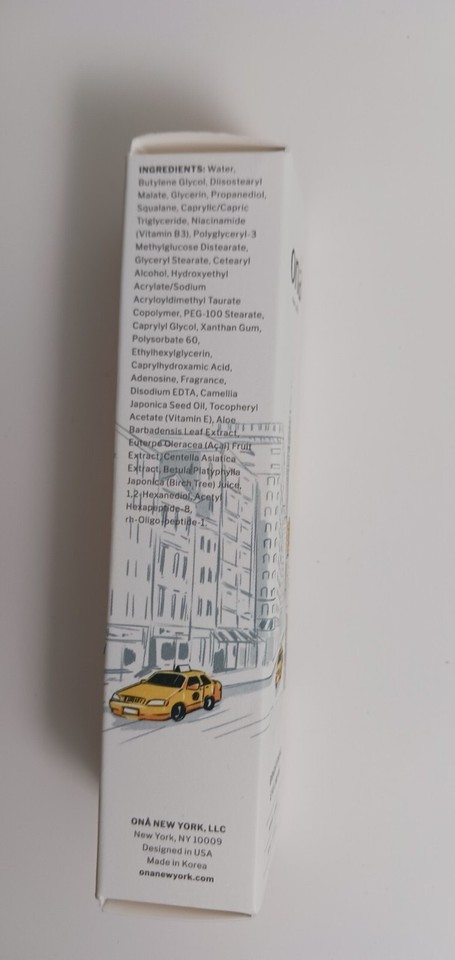 INGREDIENTS: Water,
Butylene Glycol, Diisostearyl
Malate, Glycerin, Propanediol,
Squalane, Caprylic/Capric
Triglyceride, Niacinamide
(Vitamin B3), Polyglyceryl-3
Methylglucose Distearate,
Glyceryl Stearate, Cetearyl
Alcohol, Hydroxyethyl
Acrylate/Sodium
Acryloyldimethyl Taurate
Copolymer, PEG-100 Stearate,
Caprylyl Glycol, Xanthan Gum,
Polysorbate 60,
Ethylhexylglycerin,
Caprylhydroxamic Acid,
Adenosine, Fragrance,
Disodium EDTA, Camellia
Japonica Seed Oil, Tocopheryl
Acetate (Vitamin E), Aloe
Barbadensis Leaf Extract,
Euterpe Oleracea (Açai) Fruit
Extract, Centella Asiatica
Extract, Betula Platyphylla
Japonica (Birch Tree) Juice,
1,2-Hexanediol, Acetyl
Hexapeptide-8,
rh-Oligopeptide-1.
ONÅ NEW YORK, LLC
New York, NY 10009
Designed in USA
Made in Korea
onanewyork.com